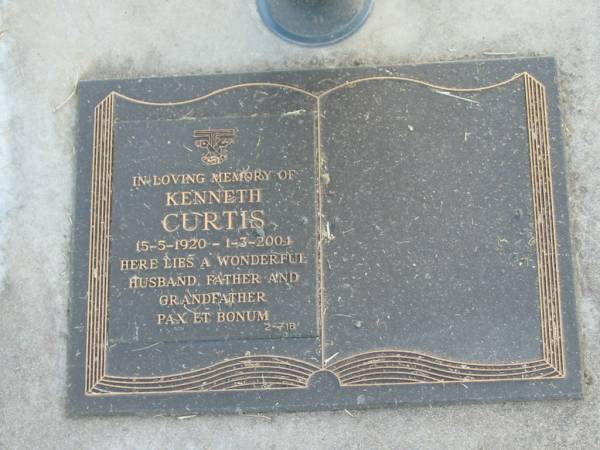 IN LOVING MEMORY OF
KENNETH
CURTIS
15-5-1920 - 1-3-2001
HERE LIES A WONDERFUL
HUSBAND, FATHER AND
GRANDFATHER
PAX ET BONUM